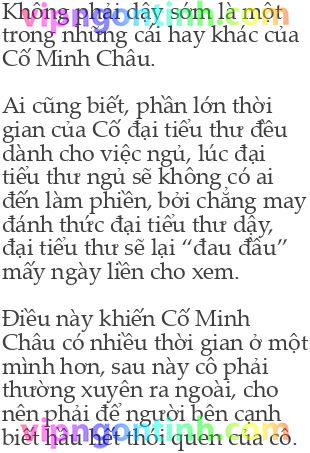 Không phải dậy sớm là một
trong những cái hay khác của
Cố Minh Châu.
Ai cũng biết, phần lớn thời
gian của Cố đại tiểu thư đều
dành cho việc ngủ, lúc đại
tiểu thư ngủ sẽ không có ai
đến làm phiền, bởi chẳng may
đánh thức đại tiểu thư dậy,
đại tiểu thư sẽ lại “đau đầu”
mấy ngày liền cho xem.
Điều này khiến Cố Minh
Châu có nhiều thời gian ở một
mình hơn, sau này cô phải
thường xuyên ra ngoài, cho
nên phải để người bên cạnh
biết hầu hết thói quen của cô.
vipngontinh.com
vipngontinh.com